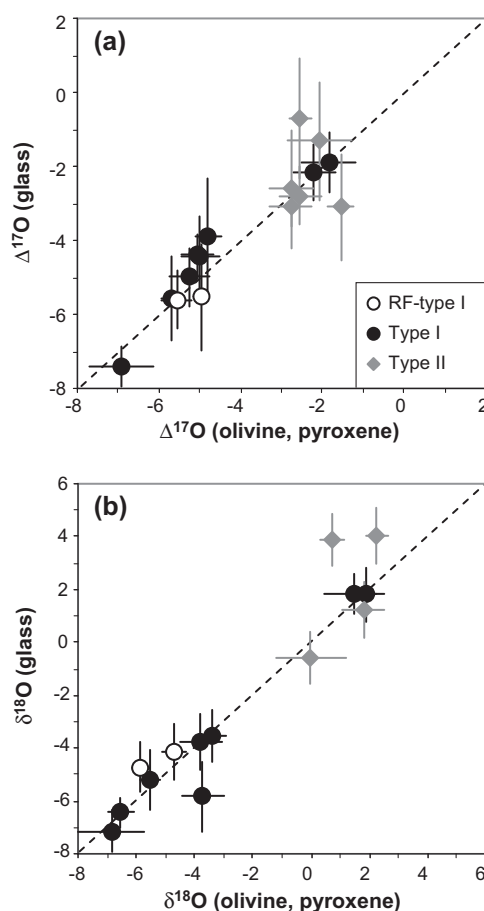 (a)
2
0
-2
-4
-6
-8
Δ¹⁷O (glass)
RF-type I
Type I
Type II
-8 -6 -4 -2 0 2
Δ¹⁷O (olivine, pyroxene)
(b)
6
4
2
0
-2
-4
-6
-8
δ¹⁸O (glass)
-8 -6 -4 -2 0 2 4 6
δ¹⁸O (olivine, pyroxene)